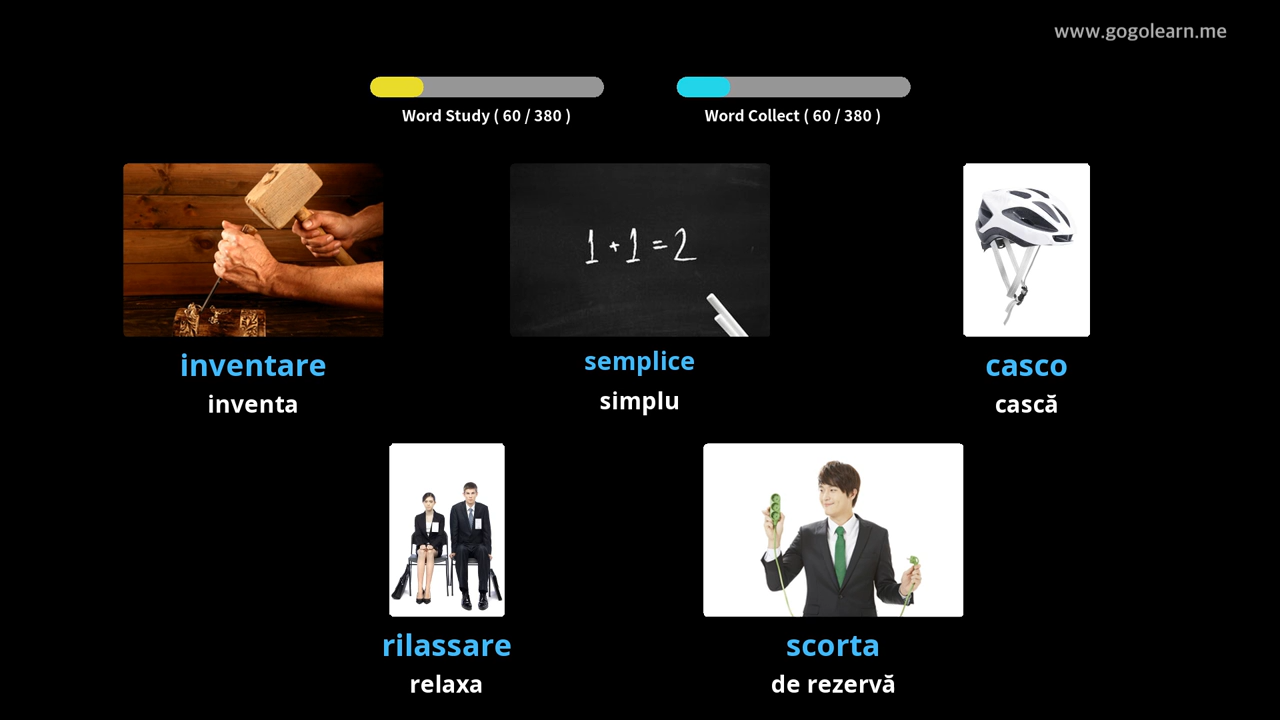 www.gogolearn.me
Word Study ( 60 / 380 )
Word Collect ( 60 / 380 )
1 + 1 = 2
inventare
inventa
semplice
simplu
casco
cască
rilassare
relaxa
scorta
de rezervă